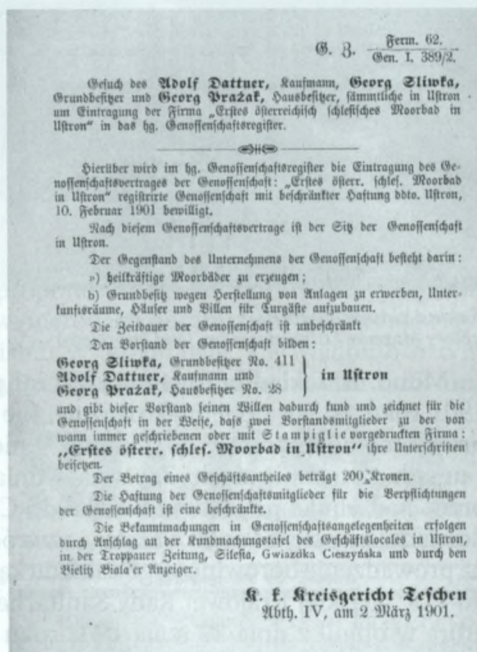 G. Z. Ferm. 62.
Gen. I. 389/2.
Gesuch des Adolf Dattner, Kaufmann, Georg Sliwka,
Grundbesitzer und Georg Pražak, Hausbesitzer, sämmtliche in Ustron
um Eintragung der Firma „Erstes österreichisch schlesisches Moorbad in
Ustron“ in das hg. Genossenschaftsregister.
Hierüber wird im hg. Genossenschaftsregister die Eintragung des Ge-
nossenschaftsvertrages der Genossenschaft: „Erstes österr. schles. Moorbad
in Ustron“ registrirte Genossenschaft mit beschränkter Haftung ddto. Ustron,
10. Februar 1901 bewilligt.
Nach diesem Genossenschaftsvertrage ist der Sitz der Genossenschaft
in Ustron.
Der Gegenstand des Unternehmens der Genossenschaft besteht darin:
a) heilkräftige Moorbäder zu erzeugen;
b) Grundbesitz wegen Herstellung von Anlagen zu erwerben, Unter-
kunftsräume, Häuser und Villen für Curgäste aufzubauen.
Die Zeitdauer der Genossenschaft ist unbeschränkt
Den Vorstand der Genossenschaft bilden:
Georg Sliwka, Grundbesitzer No. 411
Adolf Dattner, Kaufmann und
Georg Pražak, Hausbesitzer No. 28
in Ustron
und gibt dieser Vorstand seinen Willen dadurch kund und zeichnet für die
Genossenschaft in der Weise, dass zwei Vorstandsmitglieder zu der von
wann immer geschriebenen oder mit Stampiglie vorgedruckten Firma:
„Erstes österr. schles. Moorbad in Ustron“ ihre Unterschriften
beisetzen.
Der Betrag eines Geschäftsantheiles beträgt 200 Kronen.
Die Haftung der Genossenschaftsmitglieder für die Verpflichtungen
der Genossenschaft ist eine beschränkte.
Die Bekanntmachungen in Genossenschaftsangelegenheiten erfolgen
durch Anschlag an der Kundmachungstafel des Geschäftslocales in Ustron,
in der Troppauer Zeitung, Silesia, Gwiazdka Cieszyńska und durch den
Bielitz Biala'er Anzeiger.
K. k. Kreisgericht Teschen
Abth. IV, am 2 März 1901.